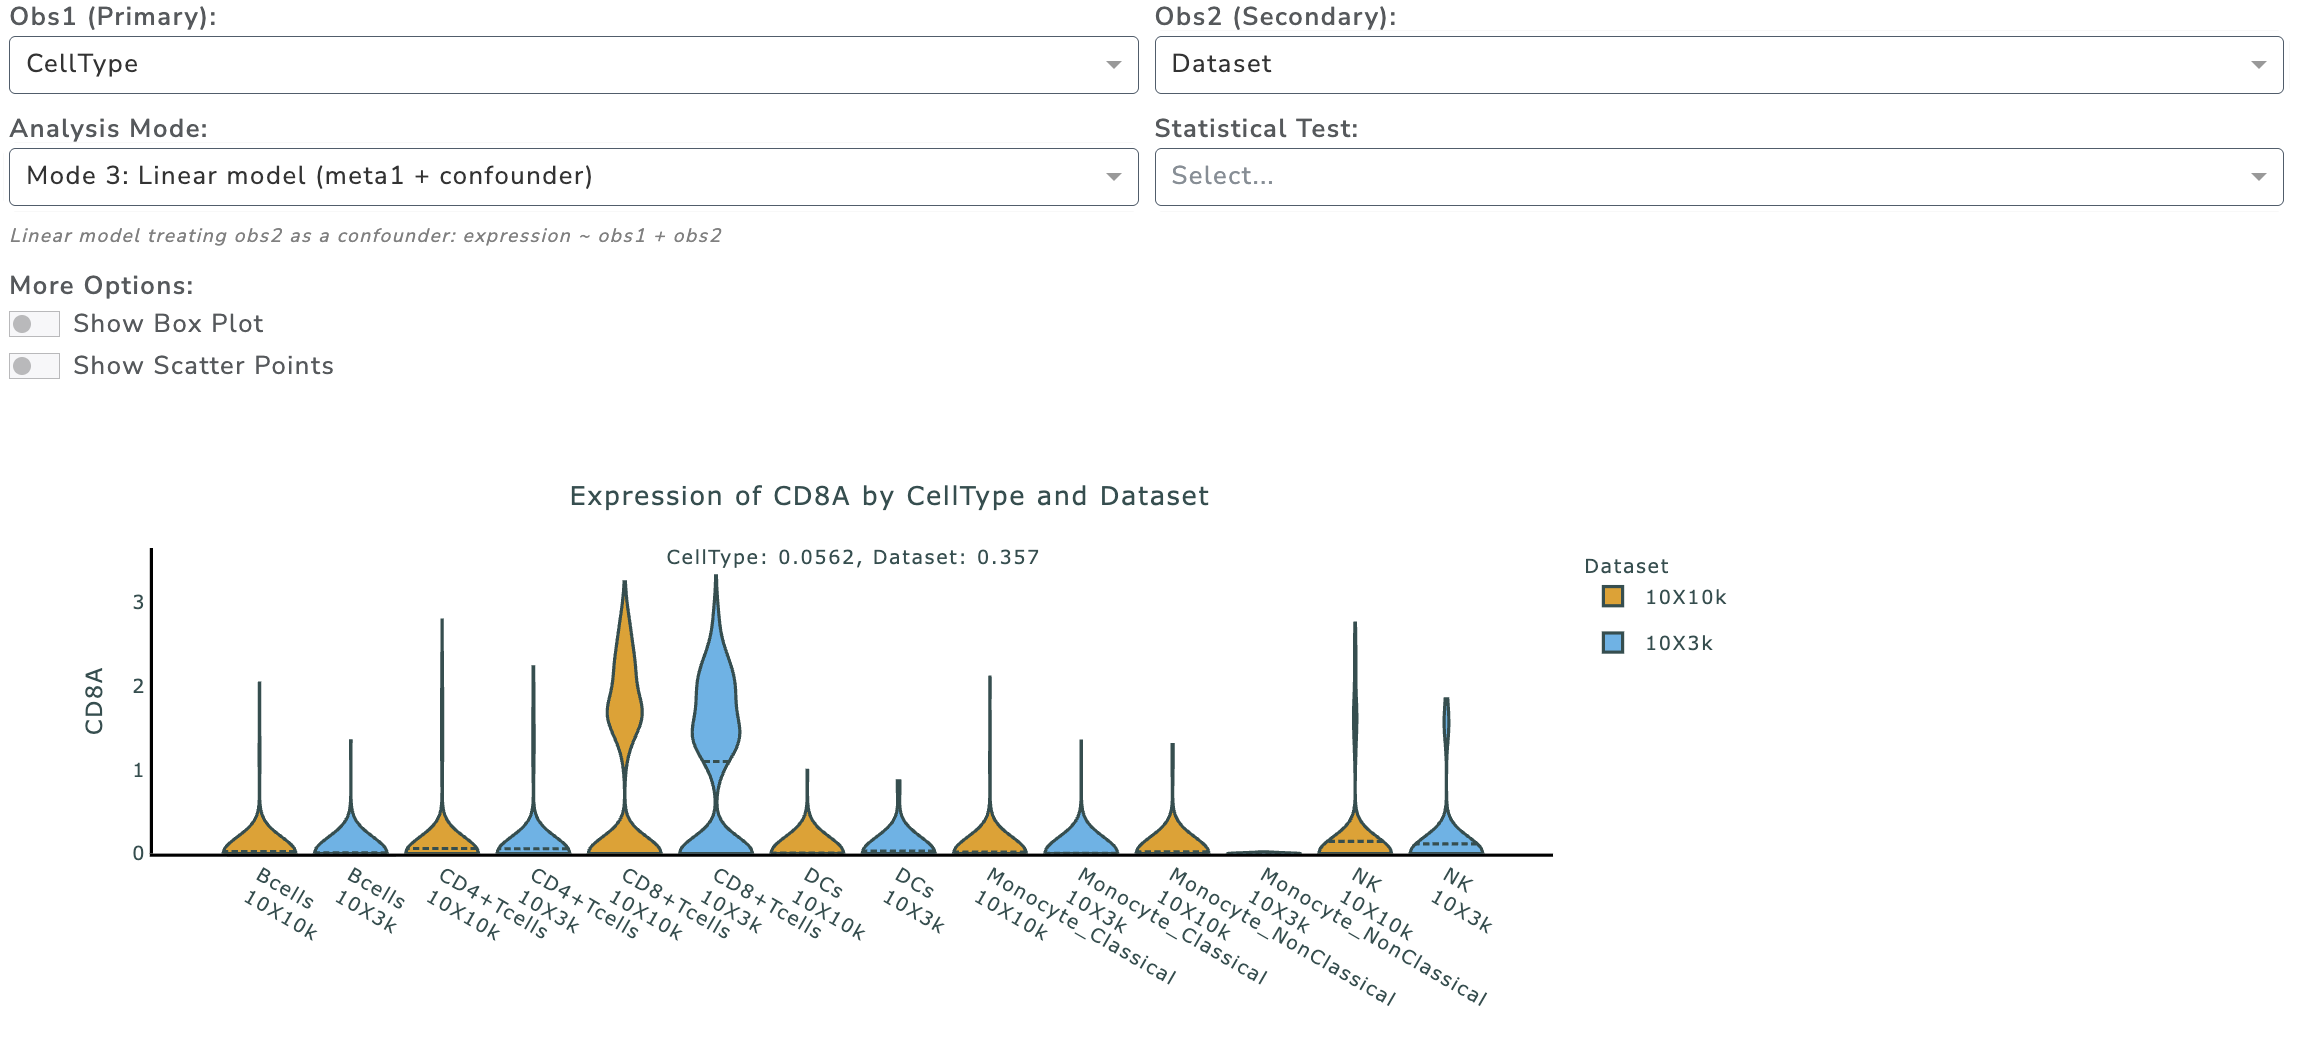 Obs1 (Primary):
Obs2 (Secondary):
CellType
Dataset
Analysis Mode:
Statistical Test:
Mode 3: Linear model (meta1 + confounder)
Select...
Linear model treating obs2 as a confounder: expression ~ obs1 + obs2
More Options:
Show Box Plot
Show Scatter Points
Expression of CD8A by CellType and Dataset
CellType: 0.0562, Dataset: 0.357
CD8A
3
2
1
0
Bcells
10X10k
Bcells
10X3k
CD4+Tcells
10X10k
CD4+Tcells
10X3k
CD8+Tcells
10X10k
CD8+Tcells
10X3k
DCs
10X10k
DCs
10X3k
Monocyte_Classical
10X10k
Monocyte_Classical
10X3k
Monocyte_NonClassical
10X10k
Monocyte_NonClassical
10X3k
NK
10X10k
NK
10X3k
Dataset
10X10k
10X3k